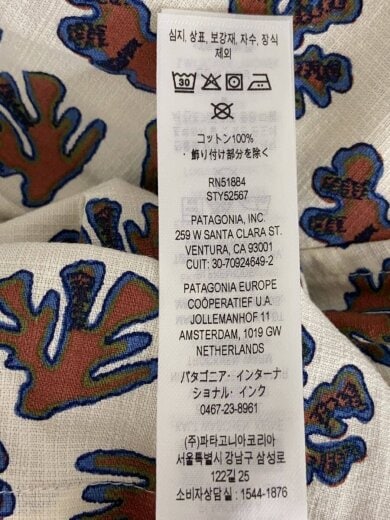 심지, 상표, 보강재, 자수, 장식
제외
30
コットン100%
・飾り付け部分を除く
RN51884
STY52567
PATAGONIA, INC.
259 W SANTA CLARA ST.
VENTURA, CA 93001
CUIT: 30-70924649-2
PATAGONIA EUROPE
COÖPERATIEF U.A.
JOLLEMANHOF 11
AMSTERDAM, 1019 GW
NETHERLANDS
パタゴニア・インターナ
ショナル・インク
0467-23-8961
(주)파타고니아코리아
서울특별시 강남구 삼성로
122길 25
소비자상담실 : 1544-1876